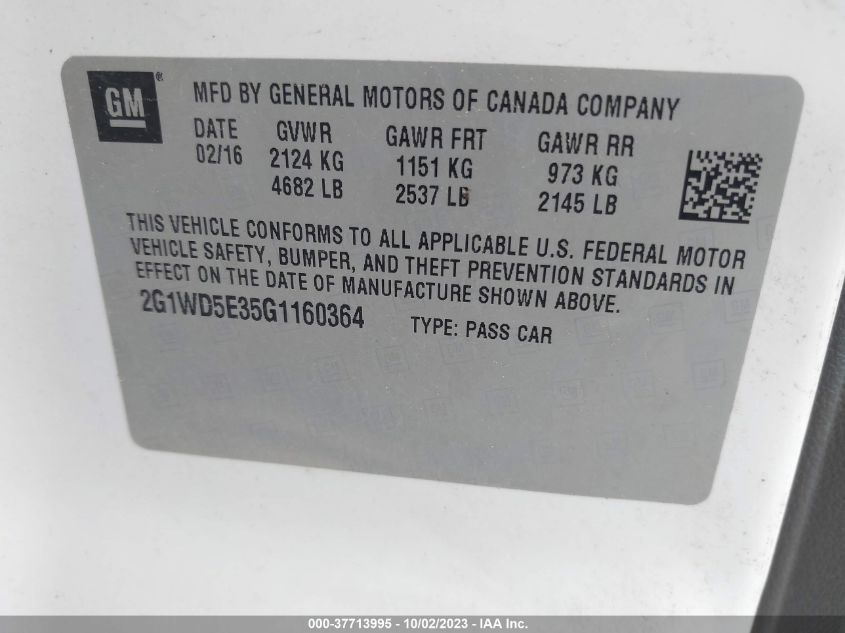 GM ®
MFD BY GENERAL MOTORS OF CANADA COMPANY
DATE GVWR GAWR FRT GAWR RR
02/16 2124 KG 1151 KG 973 KG
4682 LB 2537 LB 2145 LB
THIS VEHICLE CONFORMS TO ALL APPLICABLE U.S. FEDERAL MOTOR
VEHICLE SAFETY, BUMPER, AND THEFT PREVENTION STANDARDS IN
EFFECT ON THE DATE OF MANUFACTURE SHOWN ABOVE.
2G1WD5E35G1160364 TYPE: PASS CAR
000-37713995 - 10/02/2023 - IAA Inc.